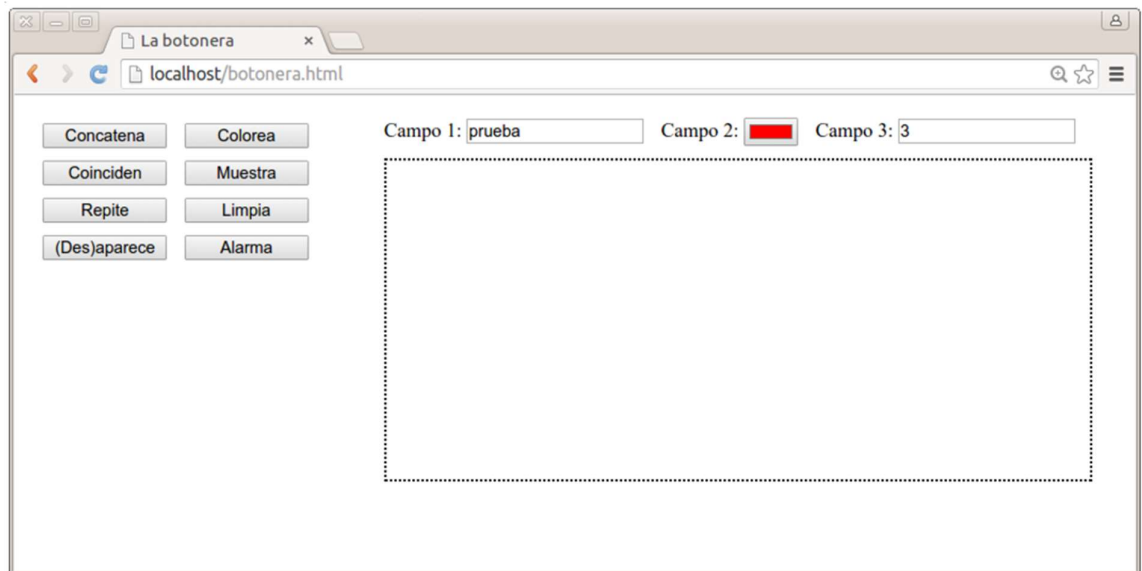 La botonera
localhost/botonera.html
Concatena Colorea
Coinciden Muestra
Repite Limpia
(Des)aparece Alarma
Campo 1: prueba Campo 2: Campo 3: 3